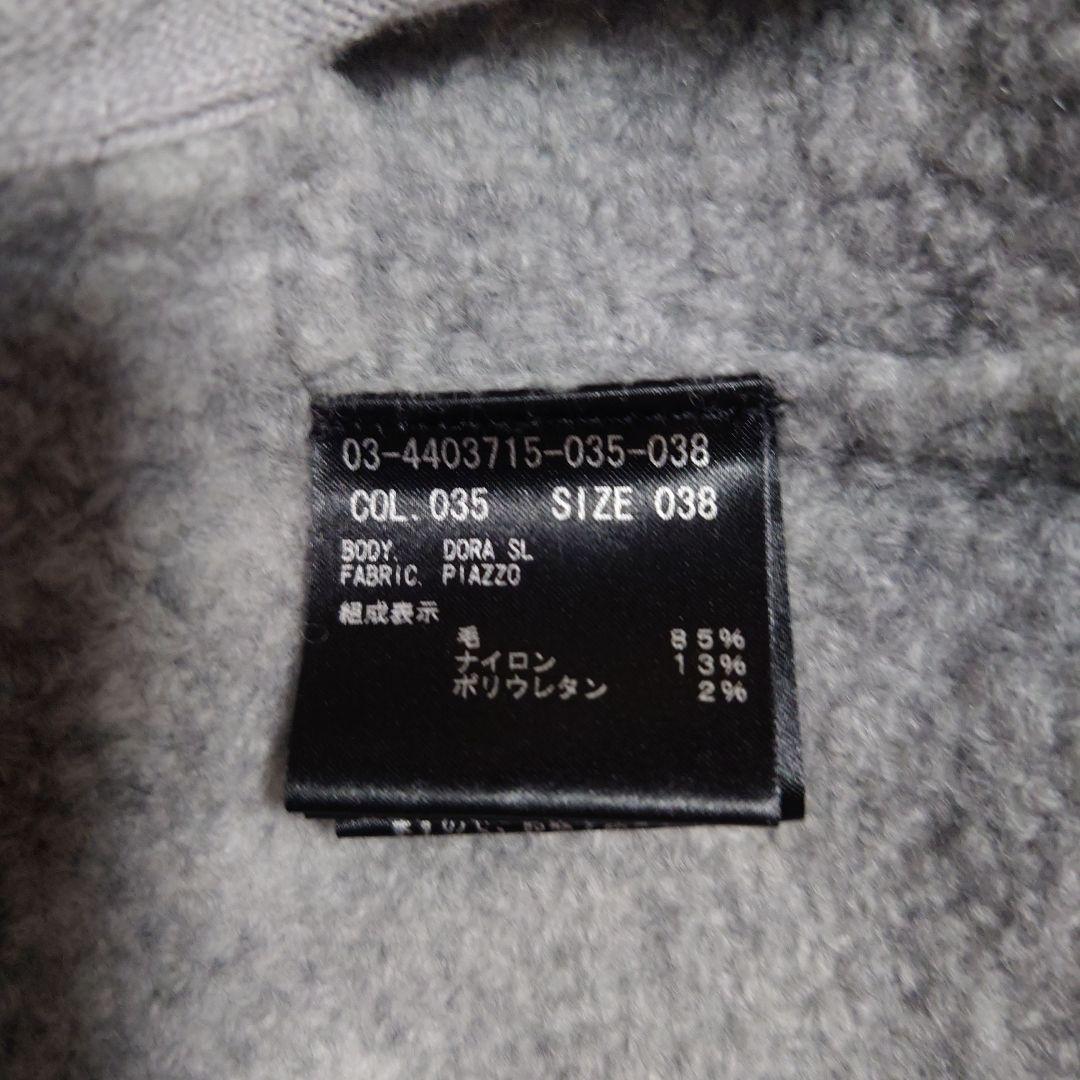 03-4403715-035-038
COL. 035 SIZE 038
BODY. DORA SL
FABRIC. PIAZZO
組成表示
毛 85%
ナイロン 13%
ポリウレタン 2%